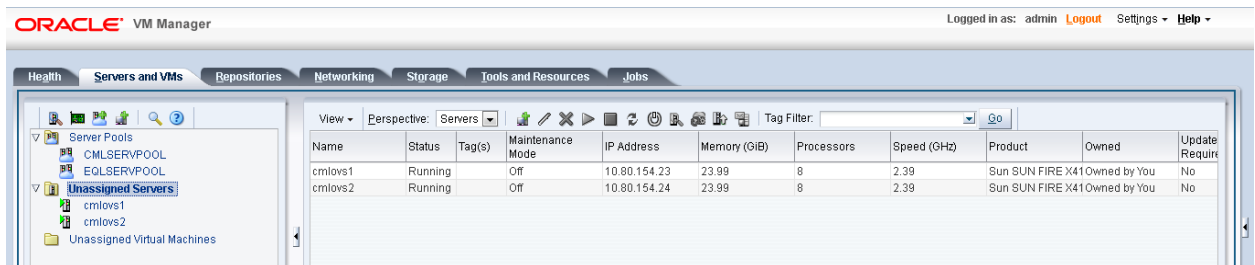 ORACLE VM Manager
Logged in as: admin Logout Settings Help
Health Servers and VMs Repositories Networking Storage Tools and Resources Jobs
View Perspective: Servers Tag Filter: Go
Server Pools
CMLSERVPOOL
EQLSERVPOOL
Unassigned Servers
cmlovs1
cmlovs2
Unassigned Virtual Machines
Name Status Tag(s) Maintenance Mode IP Address Memory (GiB) Processors Speed (GHz) Product Owned Update Require
cmlovs1 Running Off 10.80.154.23 23.99 8 2.39 Sun SUN FIRE X41 Owned by You No
cmlovs2 Running Off 10.80.154.24 23.99 8 2.39 Sun SUN FIRE X41 Owned by You No